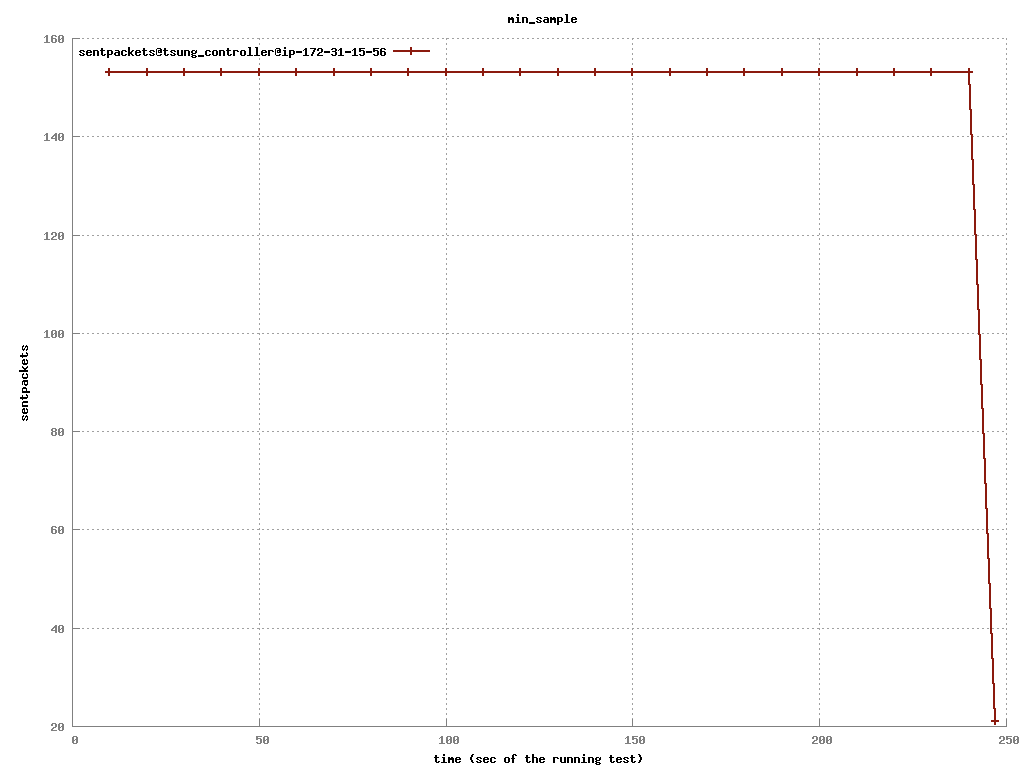 min_sample
sentpackets@tsung_controller@ip-172-31-15-56
160
140
120
100
80
60
40
20
sentpackets
0 50 100 150 200 250
time (sec of the running test)